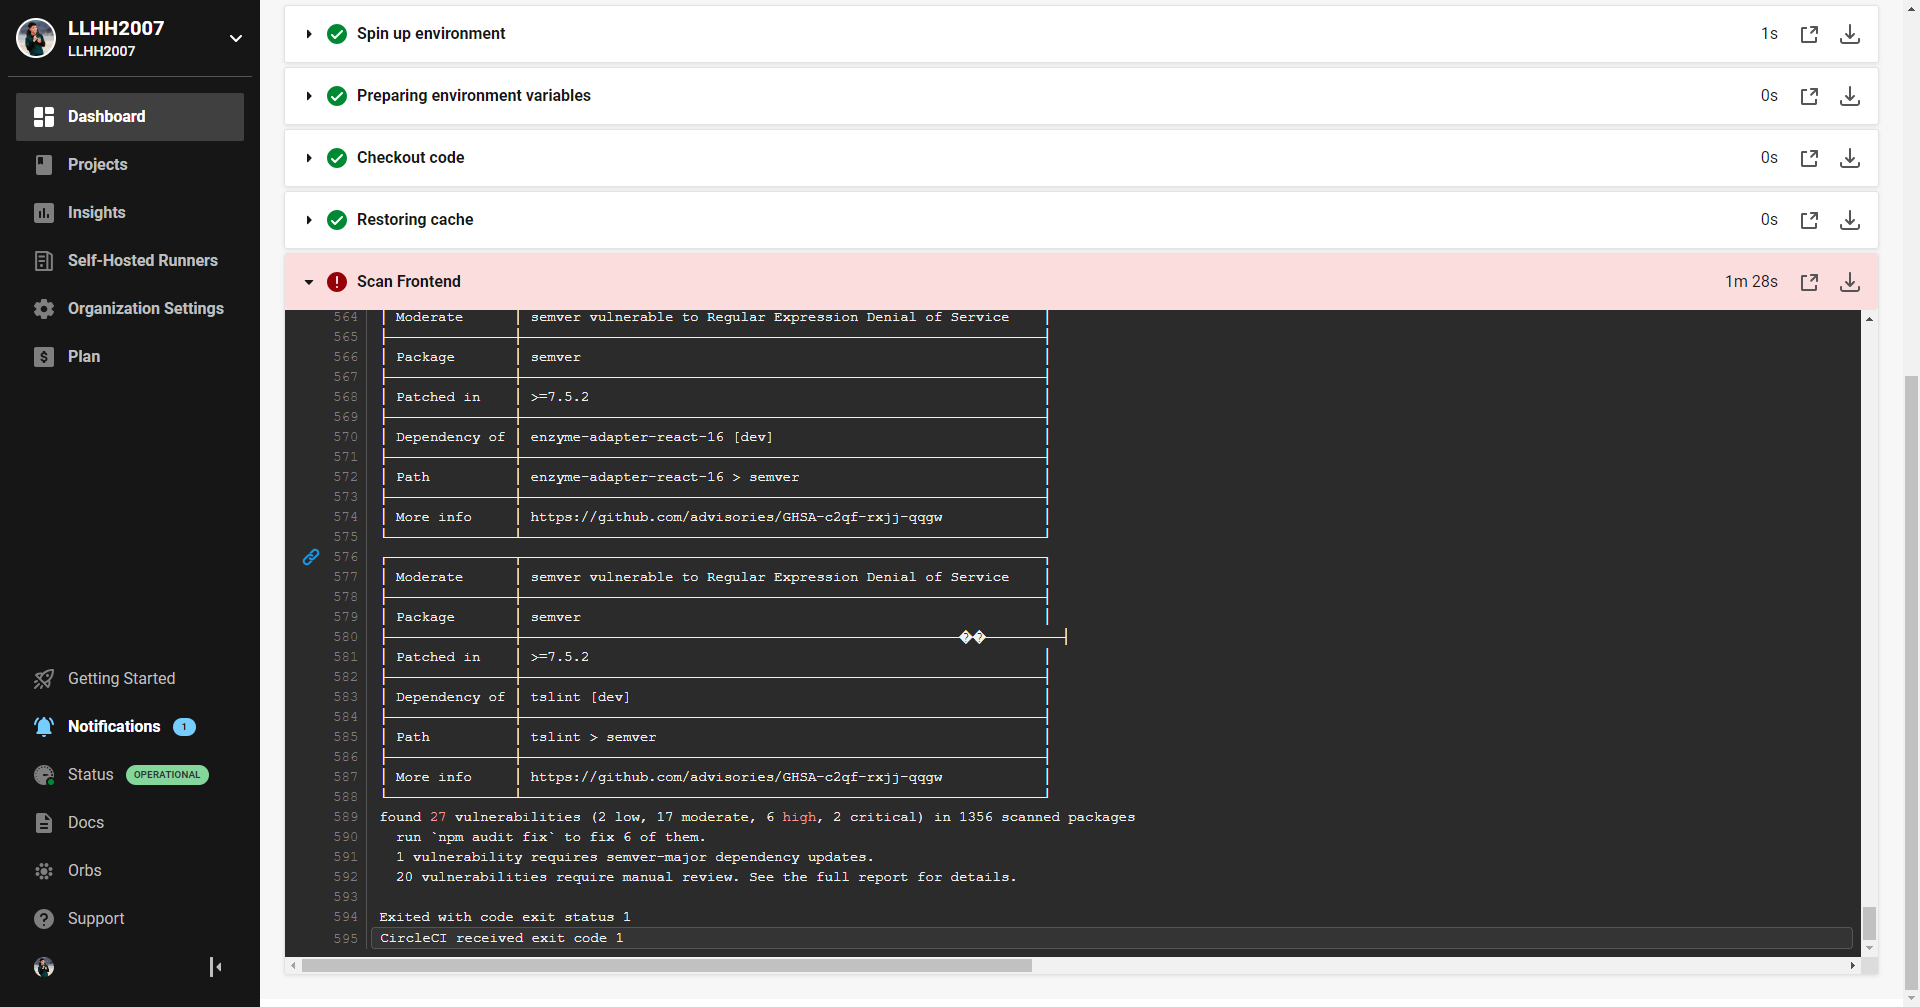 LLHH2007
LLHH2007
Dashboard
Projects
Insights
Self-Hosted Runners
Organization Settings
Plan
Getting Started
Notifications 1
Status OPERATIONAL
Docs
Orbs
Support
Spin up environment 1s
Preparing environment variables 0s
Checkout code 0s
Restoring cache 0s
Scan Frontend 1m 28s
564 │ Moderate │ semver vulnerable to Regular Expression Denial of Service │
565
566 │ Package │ semver │
567
568 │ Patched in │ >=7.5.2 │
569
570 │ Dependency of │ enzyme-adapter-react-16 [dev] │
571
572 │ Path │ enzyme-adapter-react-16 > semver │
573
574 │ More info │ https://github.com/advisories/GHSA-c2qf-rxjj-qqgw │
575
576
577 │ Moderate │ semver vulnerable to Regular Expression Denial of Service │
578
579 │ Package │ semver │
580 ��
581 │ Patched in │ >=7.5.2 │
582
583 │ Dependency of │ tslint [dev] │
584
585 │ Path │ tslint > semver │
586
587 │ More info │ https://github.com/advisories/GHSA-c2qf-rxjj-qqgw │
588
589 found 27 vulnerabilities (2 low, 17 moderate, 6 high, 2 critical) in 1356 scanned packages
590 run `npm audit fix` to fix 6 of them.
591 1 vulnerability requires semver-major dependency updates.
592 20 vulnerabilities require manual review. See the full report for details.
593
594 Exited with code exit status 1
595 CircleCI received exit code 1